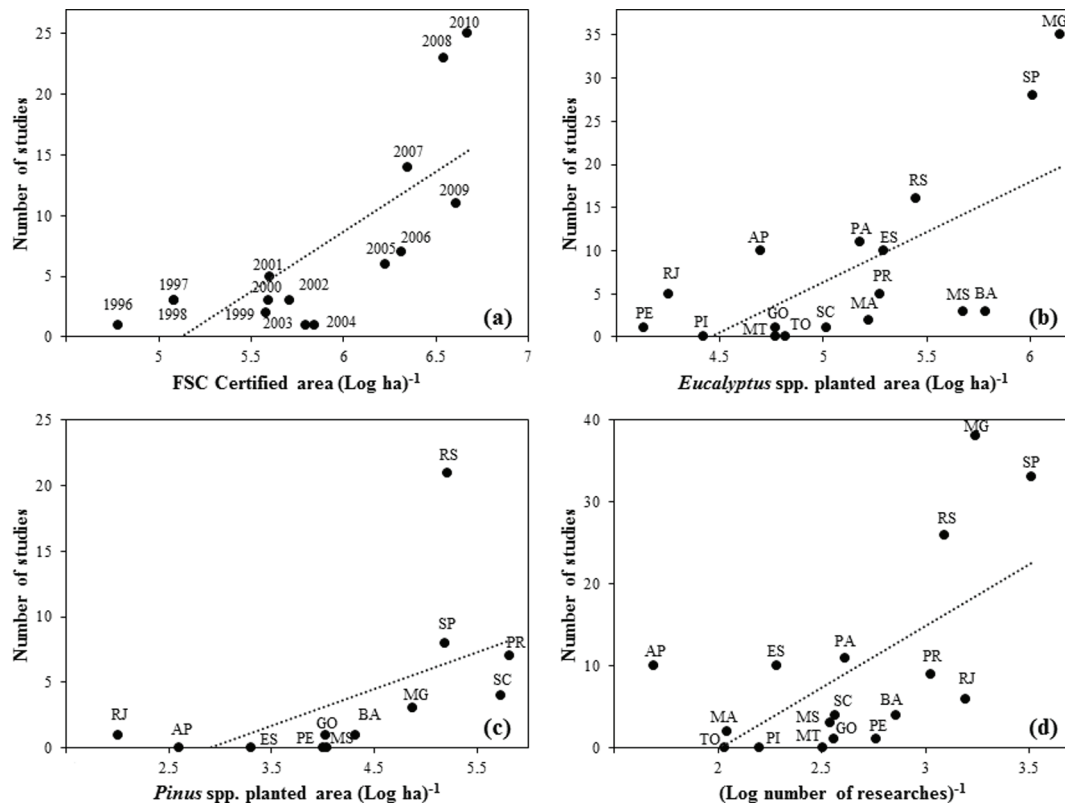 25
20
15
10
5
0
Number of studies
2010
2008
2007
2009
2006
2005
2001
2000
2002
1997
1998
1996
1999
2003
2004
(a)
5
5.5
6
6.5
7
FSC Certified area (Log ha)⁻¹
35
30
25
20
15
10
5
0
Number of studies
MG
SP
RS
PA
ES
AP
RJ
PR
MS
BA
MA
PE
PI
GO
MT
TO
SC
(b)
4.5
5
5.5
6
Eucalyptus spp. planted area (Log ha)⁻¹
25
20
15
10
5
0
Number of studies
RS
SP
PR
SC
MG
BA
GO
RJ
AP
ES
PE
MS
(c)
2.5
3.5
4.5
5.5
Pinus spp. planted area (Log ha)⁻¹
40
30
20
10
0
Number of studies
MG
SP
RS
AP
ES
PA
PR
RJ
BA
SC
MS
MA
GO
PE
TO
PI
MT
(d)
2
2.5
3
3.5
(Log number of researches)⁻¹